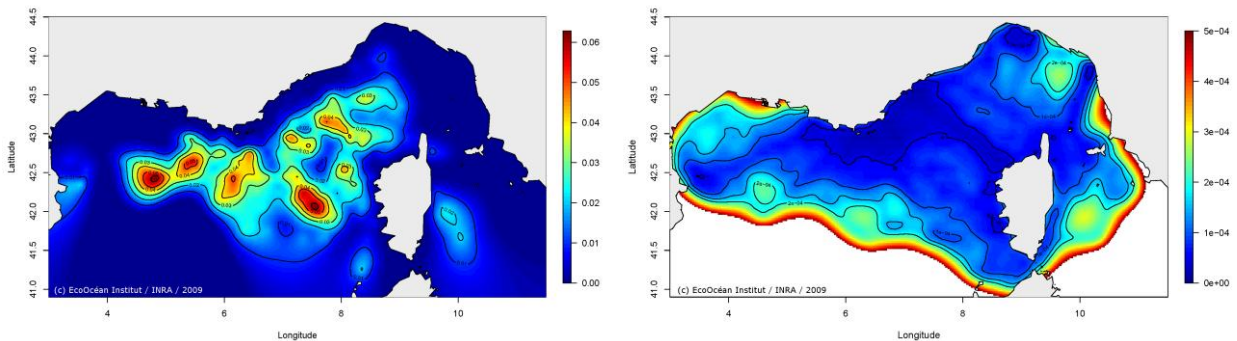 44.5
44.0
43.5
43.0
42.5
42.0
41.5
41.0
Latitude
0.06
0.05
0.04
0.03
0.02
0.01
0.00
(c) EcoOcéan Institut / INRA / 2009
4 6 8 10
Longitude
44.5
44.0
43.5
43.0
42.5
42.0
41.5
41.0
Latitude
5e-04
4e-04
3e-04
2e-04
1e-04
0e+00
(c) EcoOcéan Institut / INRA / 2009
4 6 8 10
Longitude